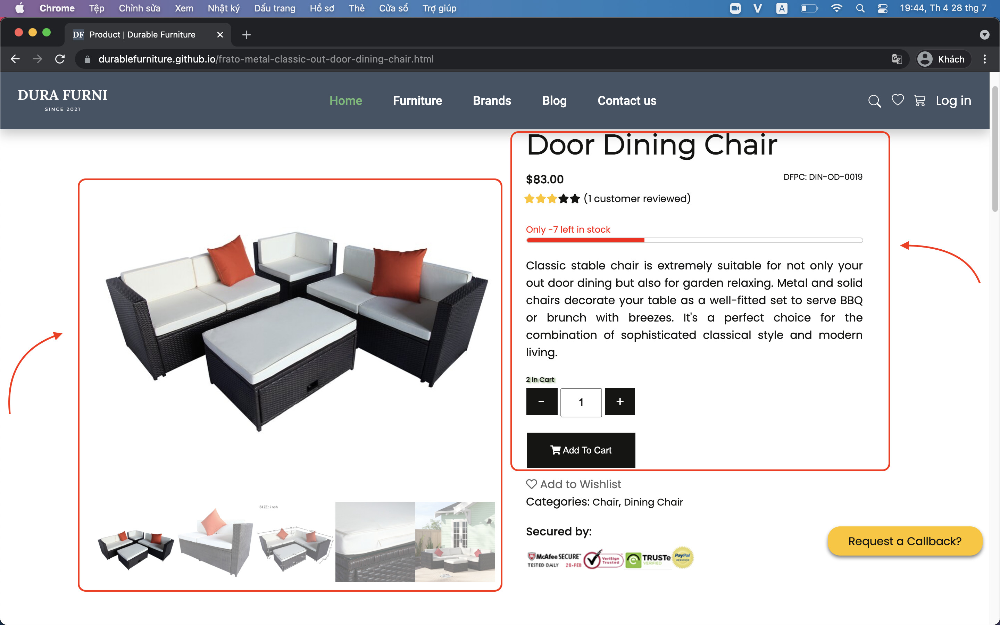 Chrome Tệp Chỉnh sửa Xem Nhật ký Dấu trang Hồ sơ Thẻ Cửa sổ Trợ giúp V A 19:44, Th 4 28 thg 7
DF Product | Durable Furniture
durablefurniture.github.io/frato-metal-classic-out-door-dining-chair.html Khách
DURA FURNI
SINCE 2021
Home Furniture Brands Blog Contact us Log in
Door Dining Chair
$83.00 DFPC: DIN-OD-0019
(1 customer reviewed)
Only -7 left in stock
Classic stable chair is extremely suitable for not only your
out door dining but also for garden relaxing. Metal and solid
chairs decorate your table as a well-fitted set to serve BBQ
or brunch with breezes. It's a perfect choice for the
combination of sophisticated classical style and modern
living.
2 in Cart
- 1 +
Add To Cart
Add to Wishlist
Categories: Chair, Dining Chair
Secured by:
McAfee SECURE™
TESTED DAILY 28-FEB
VeriSign
Trusted
TRUSTe
VERIFIED
PayPal
VERIFIED
Request a Callback?
SIZE: inch